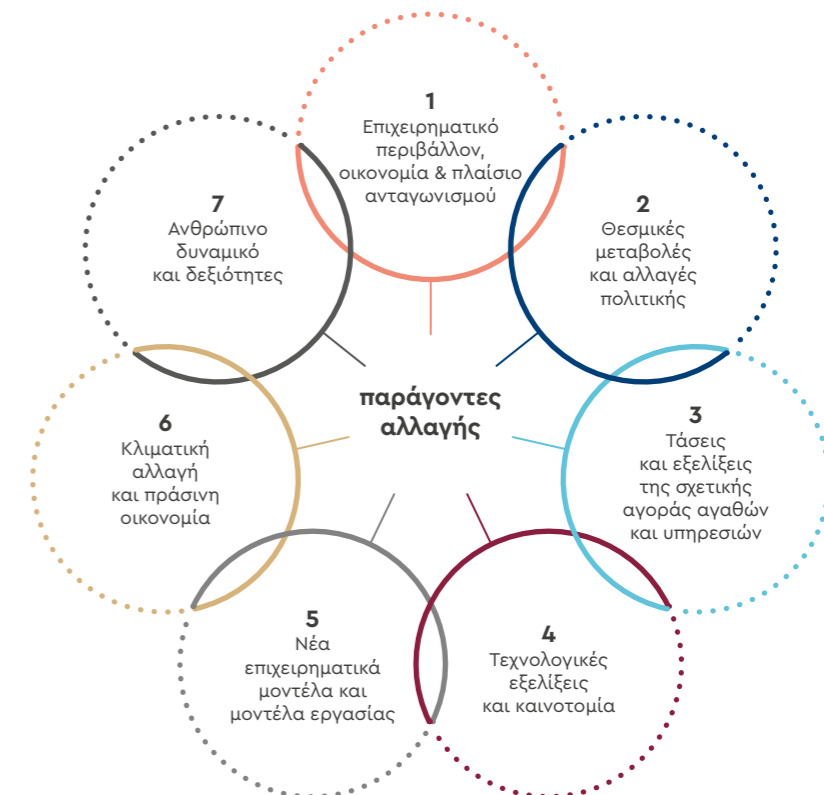 1
Επιχειρηματικό
περιβάλλον,
οικονομία & πλαίσιο
ανταγωνισμού
2
Θεσμικές
μεταβολές
και αλλαγές
πολιτικής
3
Τάσεις
και εξελίξεις
της σχετικής
αγοράς αγαθών
και υπηρεσιών
4
Τεχνολογικές
εξελίξεις
και καινοτομία
5
Νέα
επιχειρηματικά
μοντέλα και
μοντέλα εργασίας
6
Κλιματική
αλλαγή
και πράσινη
οικονομία
7
Ανθρώπινο
δυναμικό
και δεξιότητες
παράγοντες
αλλαγής